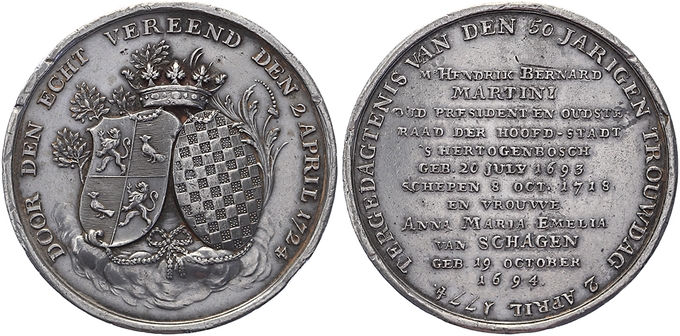 DOOR DEN ECHT VEREEND DEN 2 APRIL 1724
TERGEDAGTENIS VAN DEN 50 JARIGEN TROUWDAG 2 APRIL 1774.
Mr HENDRIK BERNARD
MARTINI
OUD PRESIDENT EN OUDSTE
RAAD DER HOOFD-STADT
'S HERTOGENBOSCH
GEB. 20 JULY 1693
SCHEPEN 8 OCT. 1718.
EN VROUWE
ANNA MARIA EMELIA
VAN SCHAGEN
GEB. 19 OCTOBER
1694.